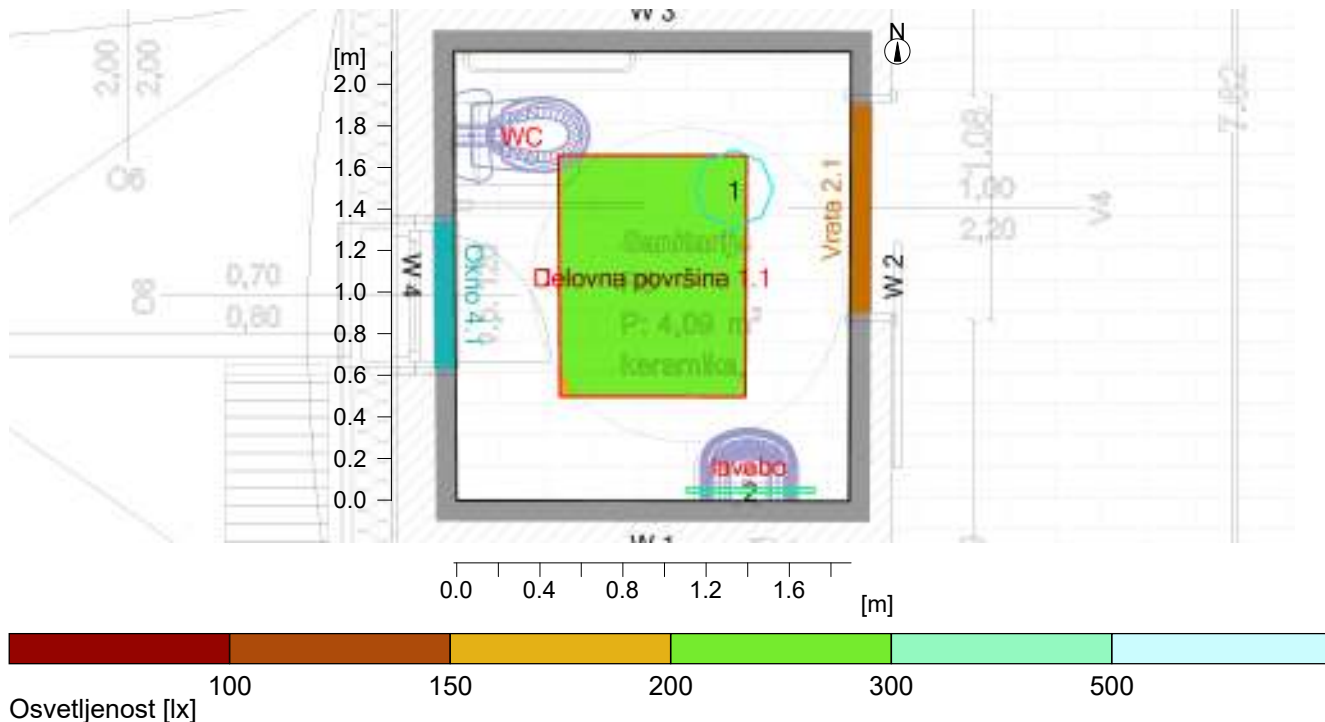 W 3
N
[m]
2.0
1.8
1.6
1.4
1.2
1.0
0.8
0.6
0.4
0.2
0.0
2,00
2,00
7,82
WC
1
1,08
1,00
2,20
V4
Vrata 2.1
W 2
W 4
Okno 4.1
0,70
0,80
Delovna površina 1.1
P: 4,09 m²
keramika,
lavabo
2
W 1
0.0 0.4 0.8 1.2 1.6
[m]
100 150 200 300 500
Osvetljenost [lx]